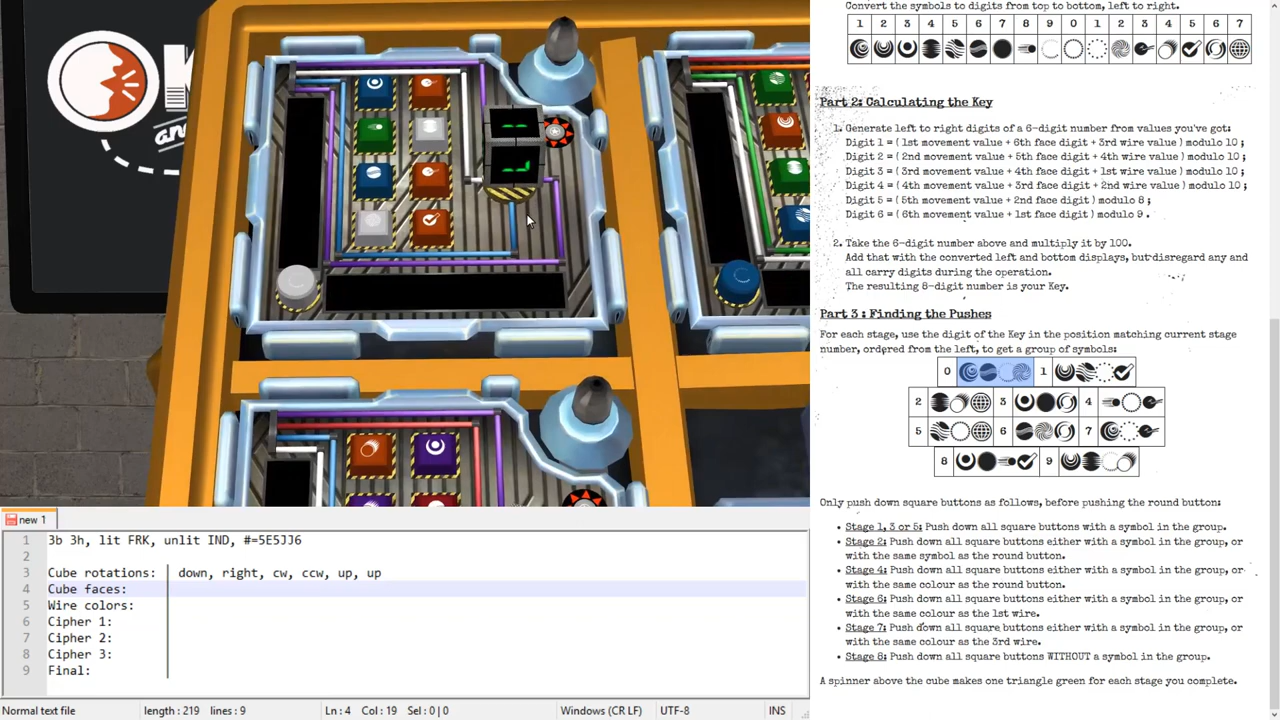 K
an
new 1
1 3b 3h, lit FRK, unlit IND, #=5E5JJ6
2
3 Cube rotations: down, right, cw, ccw, up, up
4 Cube faces:
5 Wire colors:
6 Cipher 1:
7 Cipher 2:
8 Cipher 3:
9 Final:
Normal text file length : 219 lines : 9 Ln : 4 Col : 19 Sel : 0 | 0 Windows (CR LF) UTF-8 INS
Convert the symbols to digits from top to bottom, left to right.
1 2 3 4 5 6 7 8 9 0 1 2 3 4 5 6 7
Part 2: Calculating the Key
1. Generate left to right digits of a 6-digit number from values you've got:
Digit 1 = ( 1st movement value + 6th face digit + 3rd wire value ) modulo 10 ;
Digit 2 = ( 2nd movement value + 5th face digit + 4th wire value ) modulo 10 ;
Digit 3 = ( 3rd movement value + 4th face digit + 1st wire value ) modulo 10 ;
Digit 4 = ( 4th movement value + 3rd face digit + 2nd wire value ) modulo 10 ;
Digit 5 = ( 5th movement value + 2nd face digit ) modulo 8 ;
Digit 6 = ( 6th movement value + 1st face digit ) modulo 9 .
2. Take the 6-digit number above and multiply it by 100.
Add that with the converted left and bottom displays, but disregard any and
all carry digits during the operation.
The resulting 8-digit number is your Key.
Part 3 : Finding the Pushes
For each stage, use the digit of the Key in the position matching current stage
number, ordered from the left, to get a group of symbols:
0 1
2 3 4
5 6 7
8 9
Only push down square buttons as follows, before pushing the round button:
• Stage 1, 3 or 5: Push down all square buttons with a symbol in the group.
• Stage 2: Push down all square buttons either with a symbol in the group, or
with the same symbol as the round button.
• Stage 4: Push down all square buttons either with a symbol in the group, or
with the same colour as the round button.
• Stage 6: Push down all square buttons either with a symbol in the group, or
with the same colour as the 1st wire.
• Stage 7: Push down all square buttons either with a symbol in the group, or
with the same colour as the 3rd wire.
• Stage 8: Push down all square buttons WITHOUT a symbol in the group.
A spinner above the cube makes one triangle green for each stage you complete.